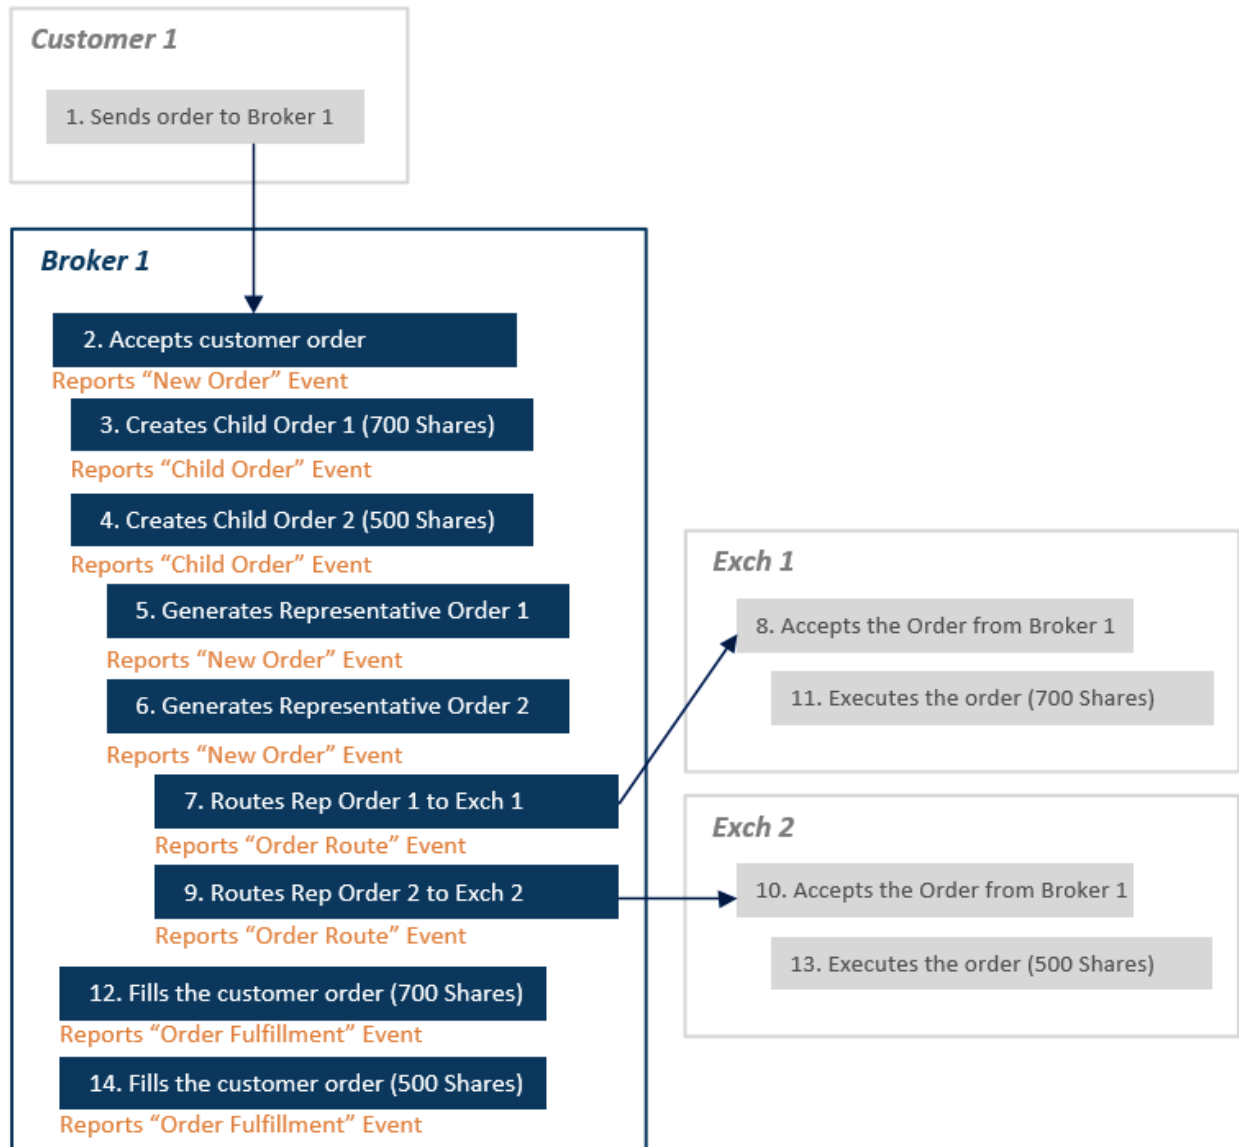 Customer 1
1. Sends order to Broker 1
Broker 1
2. Accepts customer order
Reports “New Order” Event
3. Creates Child Order 1 (700 Shares)
Reports “Child Order” Event
4. Creates Child Order 2 (500 Shares)
Reports “Child Order” Event
5. Generates Representative Order 1
Reports “New Order” Event
6. Generates Representative Order 2
Reports “New Order” Event
7. Routes Rep Order 1 to Exch 1
Reports “Order Route” Event
9. Routes Rep Order 2 to Exch 2
Reports “Order Route” Event
12. Fills the customer order (700 Shares)
Reports “Order Fulfillment” Event
14. Fills the customer order (500 Shares)
Reports “Order Fulfillment” Event
Exch 1
8. Accepts the Order from Broker 1
11. Executes the order (700 Shares)
Exch 2
10. Accepts the Order from Broker 1
13. Executes the order (500 Shares)